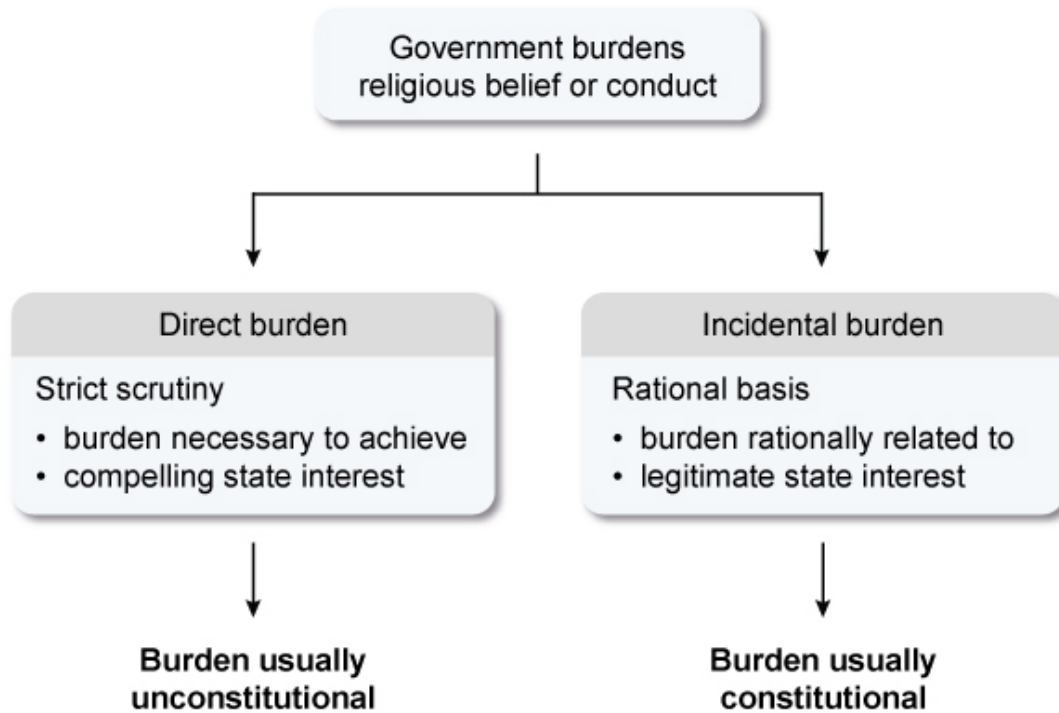 Government burdens
religious belief or conduct
Direct burden
Strict scrutiny
• burden necessary to achieve
• compelling state interest
Burden usually
unconstitutional
Incidental burden
Rational basis
• burden rationally related to
• legitimate state interest
Burden usually
constitutional